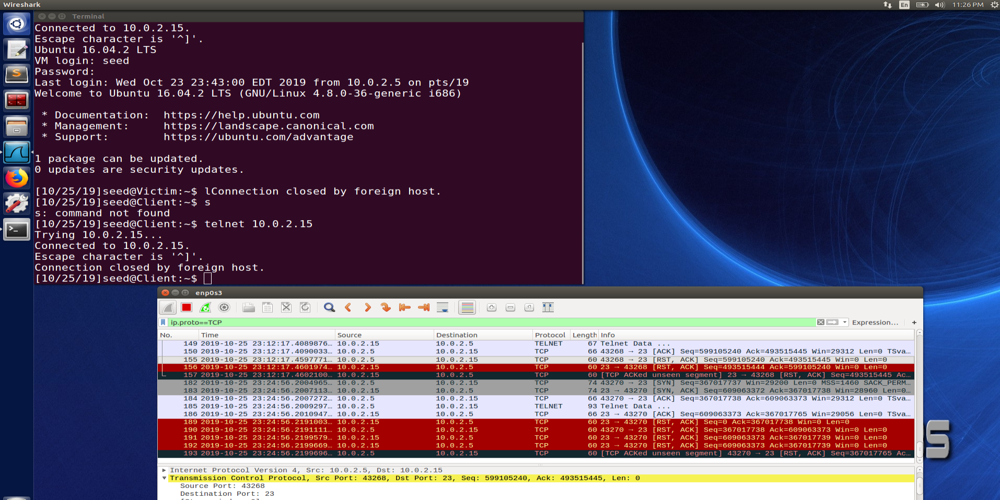 Wireshark
En
11:26 PM
Terminal
Connected to 10.0.2.15.
Escape character is '^]'.
Ubuntu 16.04.2 LTS
VM login: seed
Password:
Last login: Wed Oct 23 23:43:00 EDT 2019 from 10.0.2.5 on pts/19
Welcome to Ubuntu 16.04.2 LTS (GNU/Linux 4.8.0-36-generic i686)
* Documentation:  https://help.ubuntu.com
* Management:     https://landscape.canonical.com
* Support:        https://ubuntu.com/advantage
1 package can be updated.
0 updates are security updates.
[10/25/19]seed@Victim:~$ lConnection closed by foreign host.
[10/25/19]seed@Client:~$ s
s: command not found
[10/25/19]seed@Client:~$ telnet 10.0.2.15
Trying 10.0.2.15...
Connected to 10.0.2.15.
Escape character is '^]'.
Connection closed by foreign host.
[10/25/19]seed@Client:~$
enp0s3
ip.proto==TCP
Expression...
+
No. Time Source Destination Protocol Length Info
149 2019-10-25 23:12:17.4089876... 10.0.2.15 10.0.2.5 TELNET 67 Telnet Data ...
150 2019-10-25 23:12:17.4090033... 10.0.2.5 10.0.2.15 TCP 66 43268 → 23 [ACK] Seq=599105240 Ack=493515445 Win=29312 Len=0 TSva...
155 2019-10-25 23:12:17.4597771... 10.0.2.5 10.0.2.15 TCP 60 43268 → 23 [RST, ACK] Seq=599105240 Ack=493515445 Win=0 Len=0
156 2019-10-25 23:12:17.4601974... 10.0.2.15 10.0.2.5 TCP 60 23 → 43268 [RST, ACK] Seq=493515444 Ack=599105240 Win=0 Len=0
157 2019-10-25 23:12:17.4602100... 10.0.2.15 10.0.2.5 TCP 60 [TCP ACKed unseen segment] 23 → 43268 [RST, ACK] Seq=493515445 Ac...
182 2019-10-25 23:24:56.2004965... 10.0.2.5 10.0.2.15 TCP 74 43270 → 23 [SYN] Seq=367017737 Win=29200 Len=0 MSS=1460 SACK_PERM...
183 2019-10-25 23:24:56.2007113... 10.0.2.15 10.0.2.5 TCP 74 23 → 43270 [SYN, ACK] Seq=609063372 Ack=367017738 Win=28960 Len=0...
184 2019-10-25 23:24:56.2007272... 10.0.2.5 10.0.2.15 TCP 66 43270 → 23 [ACK] Seq=367017738 Ack=609063373 Win=29312 Len=0 TSva...
185 2019-10-25 23:24:56.2009297... 10.0.2.5 10.0.2.15 TELNET 93 Telnet Data ...
186 2019-10-25 23:24:56.2010947... 10.0.2.15 10.0.2.5 TCP 66 23 → 43270 [ACK] Seq=609063373 Ack=367017765 Win=29056 Len=0 TSva...
189 2019-10-25 23:24:56.2191003... 10.0.2.15 10.0.2.5 TCP 60 23 → 43270 [RST, ACK] Seq=0 Ack=367017738 Win=0 Len=0
190 2019-10-25 23:24:56.2191111... 10.0.2.5 10.0.2.15 TCP 60 43270 → 23 [RST, ACK] Seq=367017738 Ack=609063373 Win=0 Len=0
191 2019-10-25 23:24:56.2199579... 10.0.2.15 10.0.2.5 TCP 60 23 → 43270 [RST, ACK] Seq=609063373 Ack=367017739 Win=0 Len=0
192 2019-10-25 23:24:56.2199669... 10.0.2.15 10.0.2.5 TCP 60 23 → 43270 [RST, ACK] Seq=609063373 Ack=367017739 Win=0 Len=0
193 2019-10-25 23:24:56.2199696... 10.0.2.5 10.0.2.15 TCP 60 [TCP ACKed unseen segment] 43270 → 23 [RST, ACK] Seq=367017765 Ac...
Internet Protocol Version 4, Src: 10.0.2.5, Dst: 10.0.2.15
Transmission Control Protocol, Src Port: 43268, Dst Port: 23, Seq: 599105240, Ack: 493515445, Len: 0
Source Port: 43268
Destination Port: 23
S